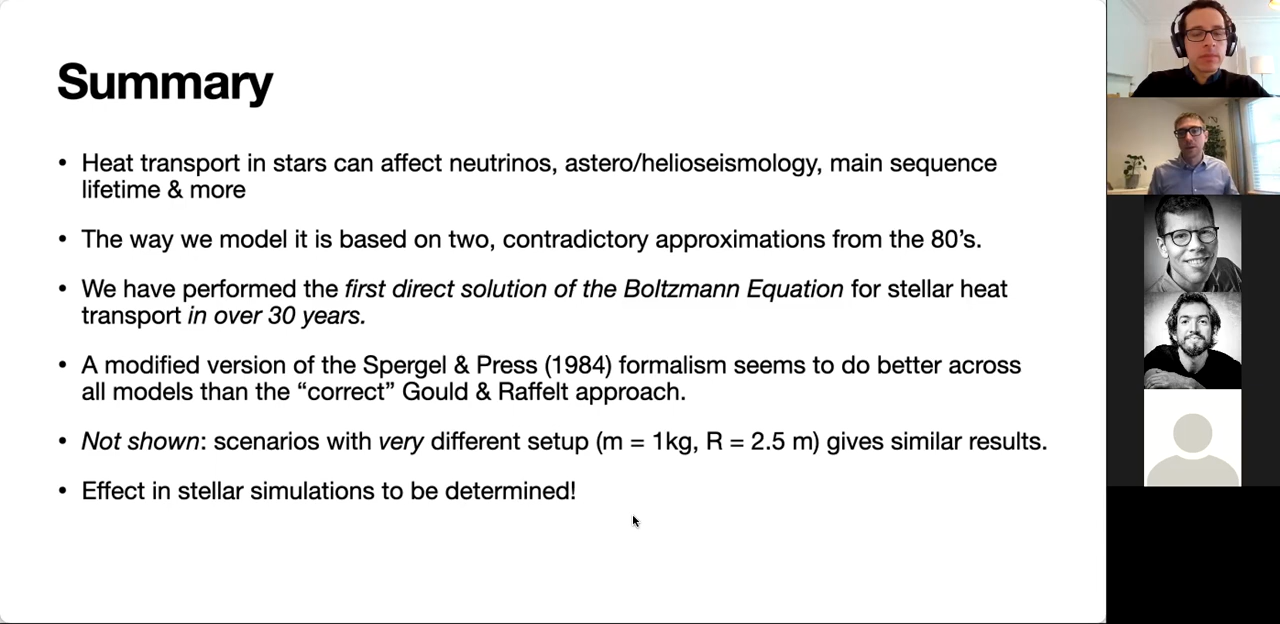 Summary
• Heat transport in stars can affect neutrinos, astero/helioseismology, main sequence
lifetime & more
• The way we model it is based on two, contradictory approximations from the 80’s.
• We have performed the first direct solution of the Boltzmann Equation for stellar heat
transport in over 30 years.
• A modified version of the Spergel & Press (1984) formalism seems to do better across
all models than the “correct” Gould & Raffelt approach.
• Not shown: scenarios with very different setup (m = 1kg, R = 2.5 m) gives similar results.
• Effect in stellar simulations to be determined!